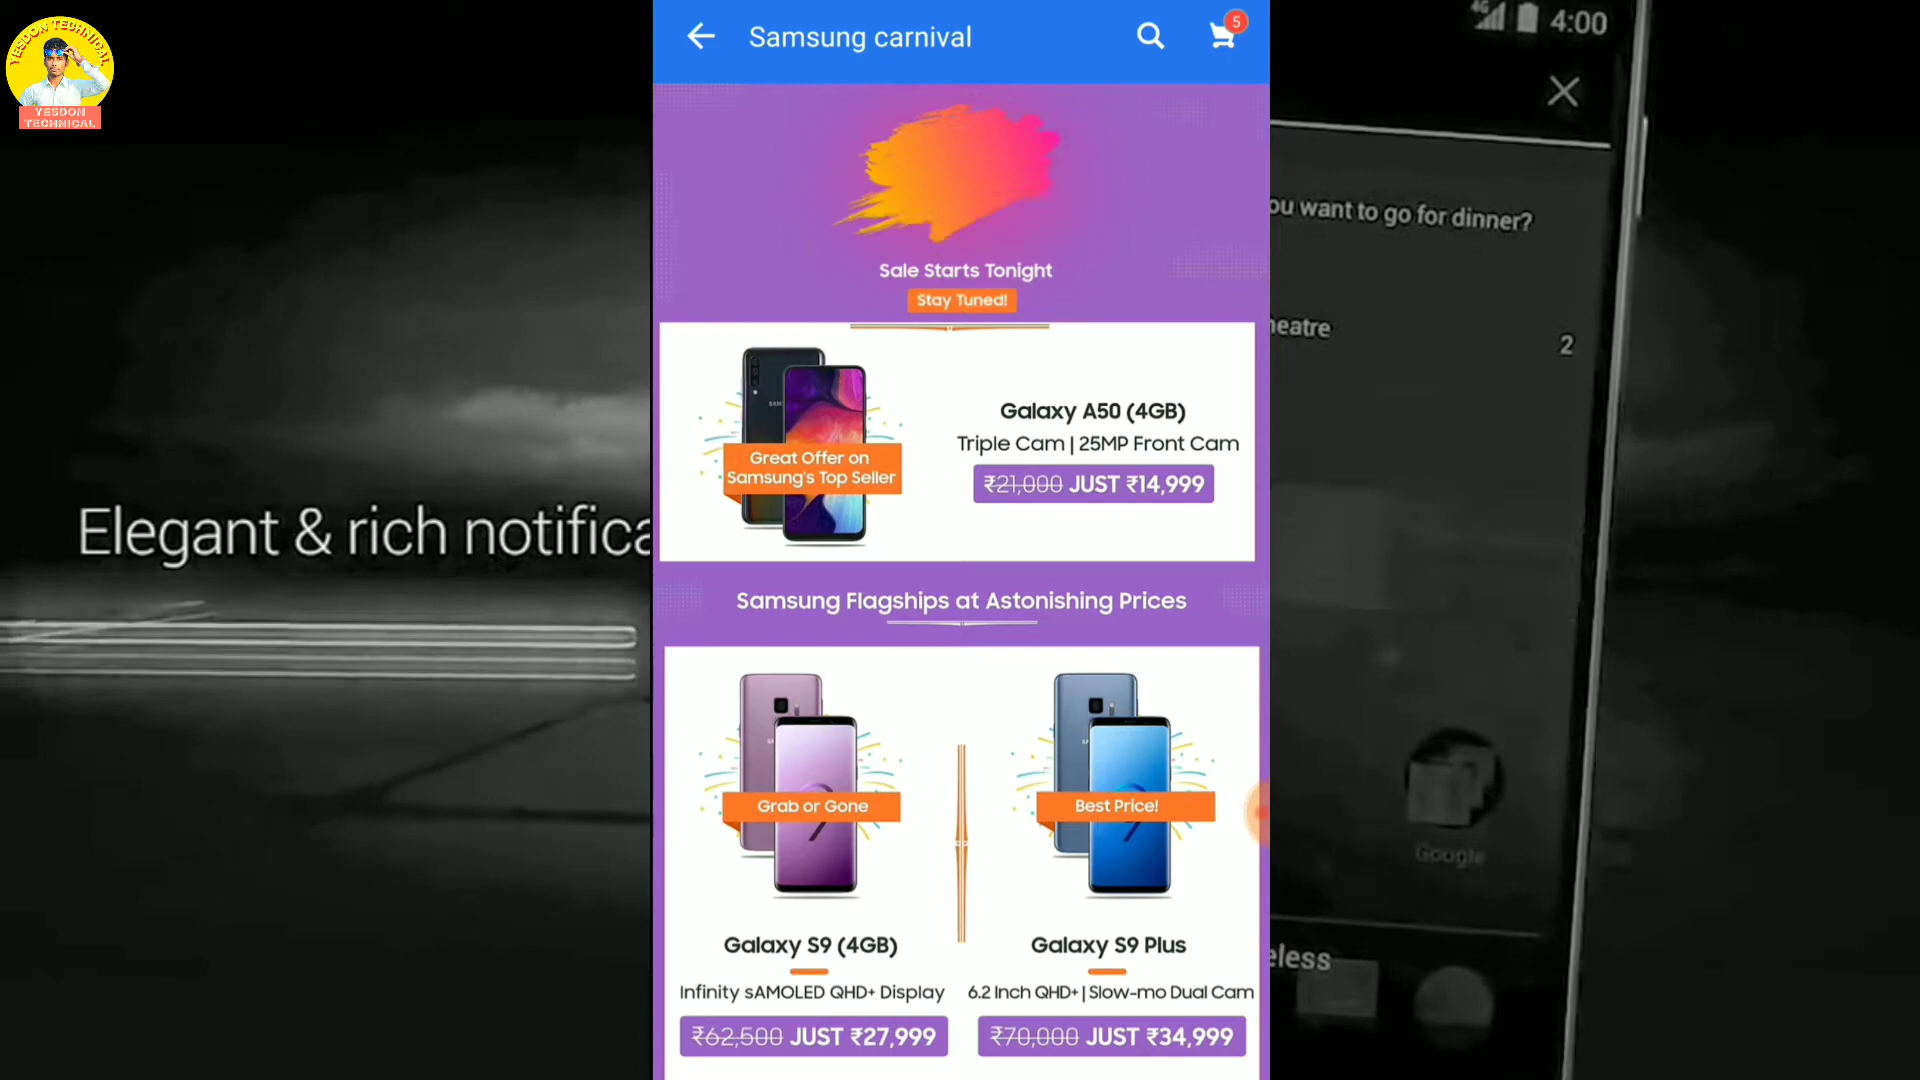 YESDON TECHNICAL
YESDON
TECHNICAL
Elegant & rich notifica
Samsung carnival
5
Sale Starts Tonight
Stay Tuned!
Great Offer on
Samsung's Top Seller
Galaxy A50 (4GB)
Triple Cam | 25MP Front Cam
₹21,000 JUST ₹14,999
Samsung Flagships at Astonishing Prices
Grab or Gone
Galaxy S9 (4GB)
Infinity sAMOLED QHD+ Display
₹62,500 JUST ₹27,999
Best Price!
Galaxy S9 Plus
6.2 Inch QHD+ | Slow-mo Dual Cam
₹70,000 JUST ₹34,999
4G 4:00
ou want to go for dinner?
heatre
2
Google
eless